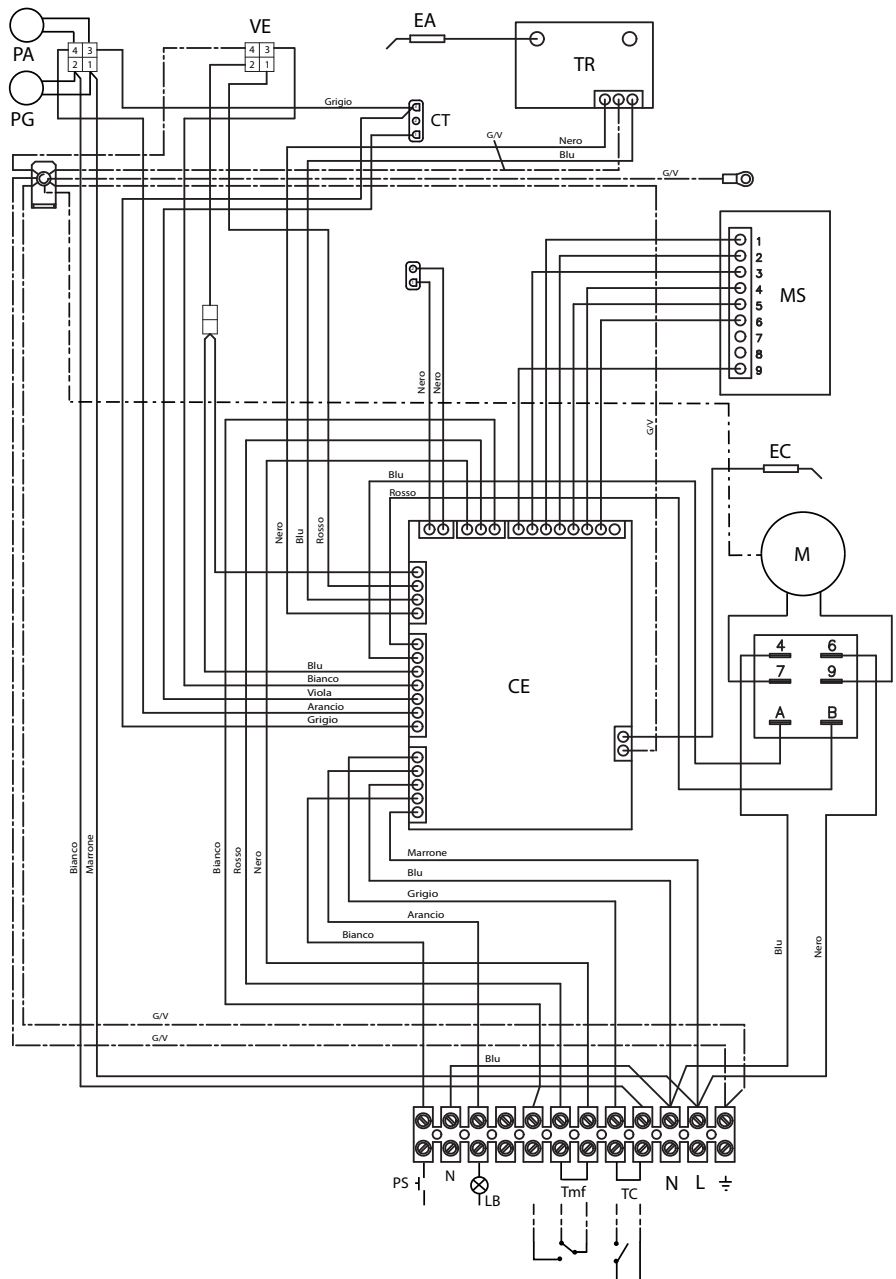 PA
PG
4 3
2 1
VE
4 3
2 1
EA
TR
Grigio
CT
G/V
Nero
Blu
G/V
MS
1
2
3
4
5
6
7
8
9
Nero
Nero
G/V
EC
Blu
Rosso
Nero
Blu
Rosso
M
4 6
7 9
A B
CE
Blu
Bianco
Viola
Arancio
Grigio
Bianco
Marrone
Bianco
Rosso
Nero
Marrone
Blu
Grigio
Arancio
Bianco
Blu
Nero
G/V
G/V
Blu
PS
N
LB
Tmf
TC
N
L